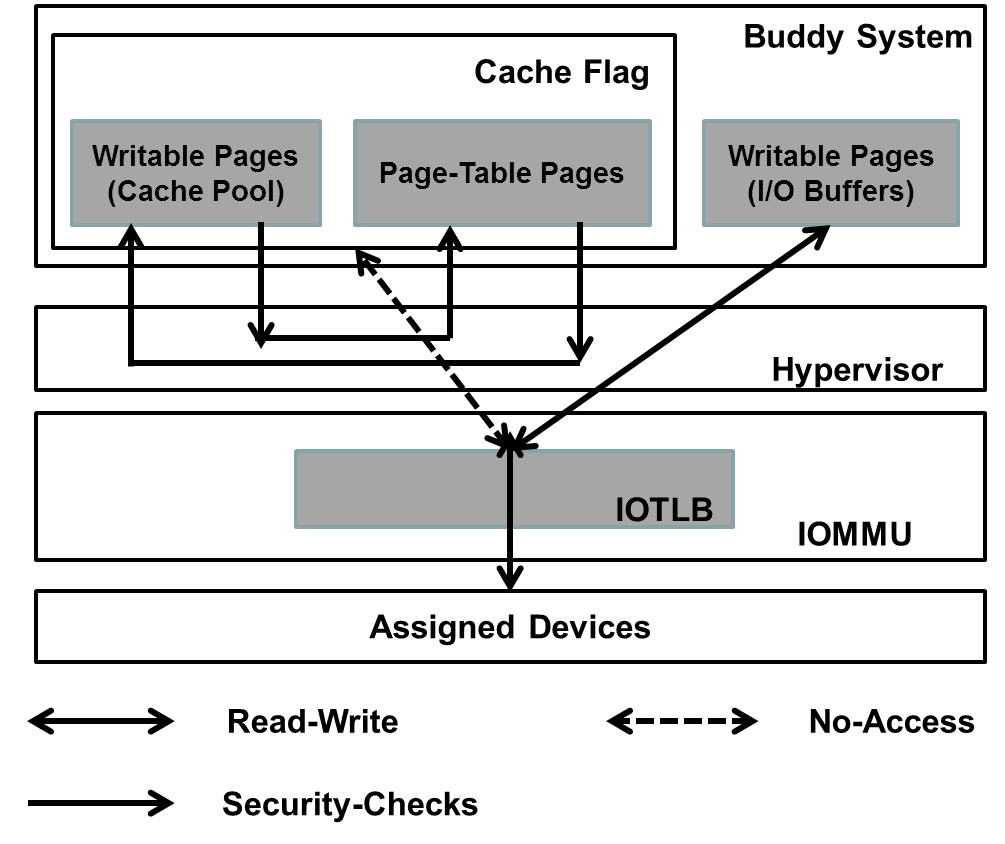 Buddy System
Cache Flag
Writable Pages
(Cache Pool)
Page-Table Pages
Writable Pages
(I/O Buffers)
Hypervisor
IOTLB
IOMMU
Assigned Devices
Read-Write
No-Access
Security-Checks